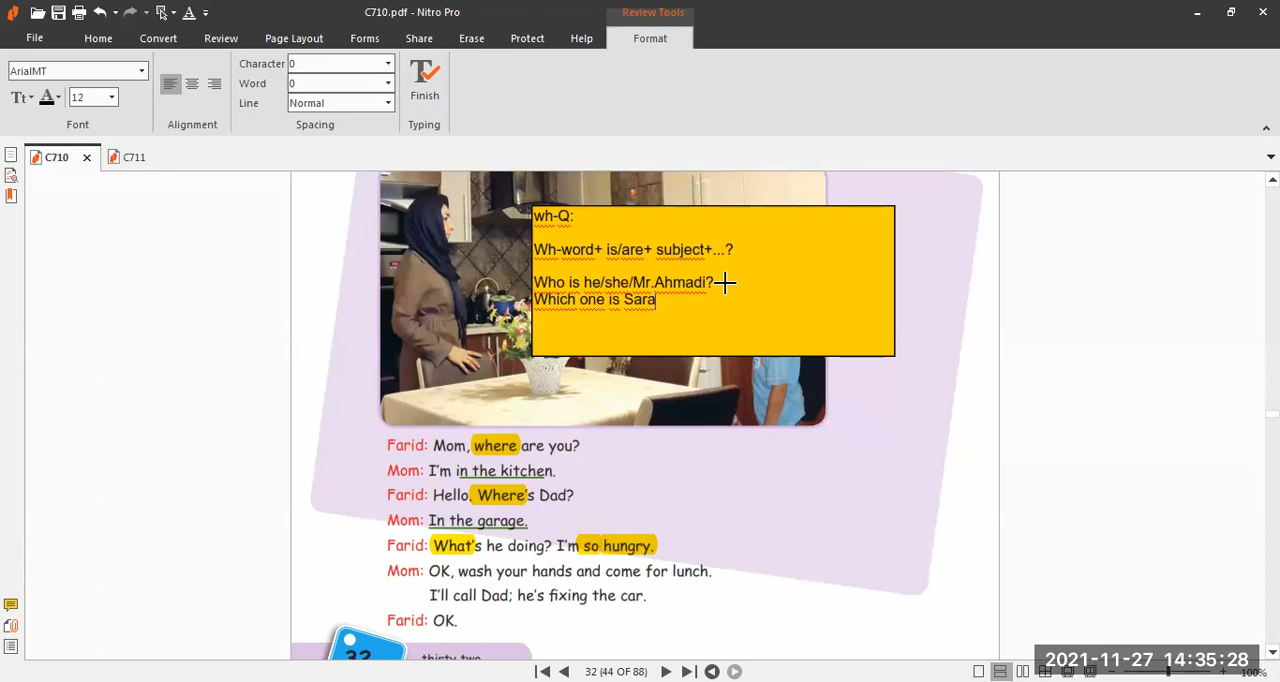 C710.pdf - Nitro Pro
Review Tools
File Home Convert Review Page Layout Forms Share Erase Protect Help Format
ArialMT
12
Font
Alignment
Character 0
Word 0
Line Normal
Spacing
Finish
Typing
C710
C711
wh-Q:
Wh-word+ is/are+ subject+...?
Who is he/she/Mr.Ahmadi?
Which one is Sara
Farid: Mom, where are you?
Mom: I'm in the kitchen.
Farid: Hello. Where's Dad?
Mom: In the garage.
Farid: What's he doing? I'm so hungry.
Mom: OK, wash your hands and come for lunch.
I'll call Dad; he's fixing the car.
Farid: OK.
32
thirty two
32 (44 OF 88)
2021-11-27 14:35:28
100%